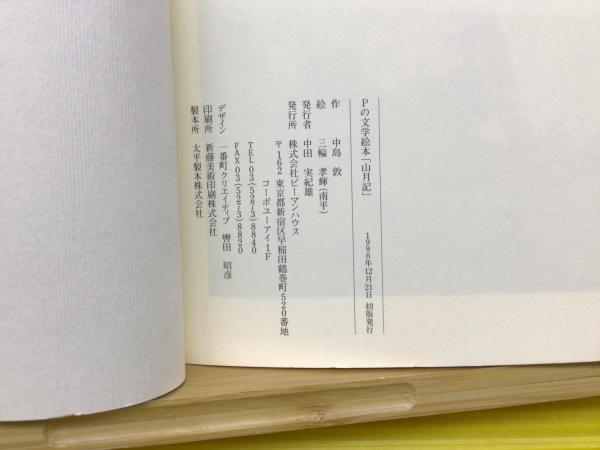 Pの文学絵本「山月記」 1996年12月21日 初版発行
作 中島 敦
絵 三輪 孝輝(南平)
発行者 中田 実紀雄
発行所 株式会社ピーマンハウス
〒162 東京都新宿区早稲田鶴巻町520番地
コーポユーアイ1F
TEL03(5273)8840
FAX03(5273)8820
デザイン 一番町クリエイティブ 轡田 昭彦
印刷所 新藤美術印刷株式会社
製本所 太平製本株式会社